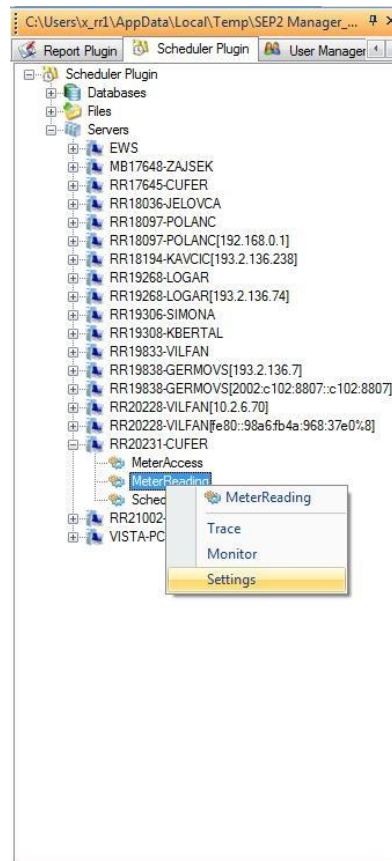 C:\Users\x_rr1\AppData\Local\Temp\SEP2 Manager_...
Report Plugin Scheduler Plugin User Manager
Scheduler Plugin
Databases
Files
Servers
EWS
MB17648-ZAJSEK
RR17645-CUFER
RR18036-JELOVCA
RR18097-POLANC
RR18097-POLANC[192.168.0.1]
RR18194-KAVCIC[193.2.136.238]
RR19268-LOGAR
RR19268-LOGAR[193.2.136.74]
RR19306-SIMONA
RR19308-KBERTAL
RR19833-VILFAN
RR19838-GERMOVS[193.2.136.7]
RR19838-GERMOVS[2002:c102:8807::c102:8807]
RR20228-VILFAN[10.2.6.70]
RR20228-VILFAN[fe80::98a6:fb4a:968:37e0%8]
RR20231-CUFER
MeterAccess
MeterReading
Sched
MeterReading
RR21002-
Trace
VISTA-PC
Monitor
Settings